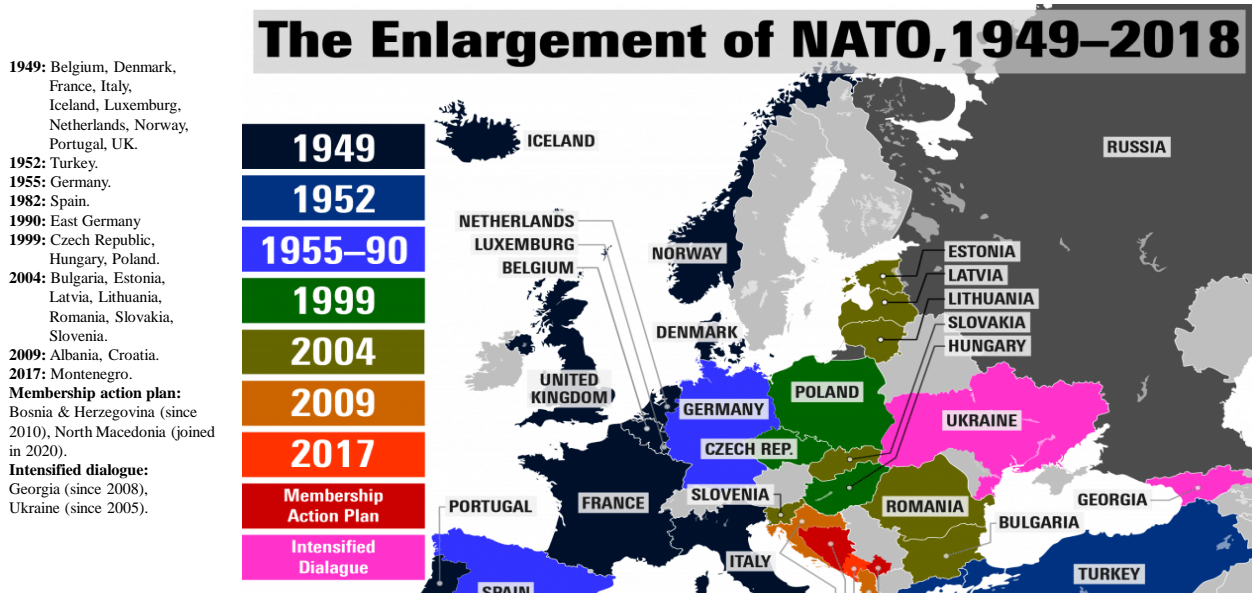 The Enlargement of NATO,1949–2018
1949: Belgium, Denmark,
France, Italy,
Iceland, Luxemburg,
Netherlands, Norway,
Portugal, UK.
1952: Turkey.
1955: Germany.
1982: Spain.
1990: East Germany
1999: Czech Republic,
Hungary, Poland.
2004: Bulgaria, Estonia,
Latvia, Lithuania,
Romania, Slovakia,
Slovenia.
2009: Albania, Croatia.
2017: Montenegro.
Membership action plan:
Bosnia & Herzegovina (since
2010), North Macedonia (joined
in 2020).
Intensified dialogue:
Georgia (since 2008),
Ukraine (since 2005).
1949
1952
1955–90
1999
2004
2009
2017
Membership
Action Plan
Intensified
Dialague
ICELAND
RUSSIA
NETHERLANDS
LUXEMBURG
BELGIUM
NORWAY
ESTONIA
LATVIA
LITHUANIA
SLOVAKIA
HUNGARY
DENMARK
UNITED
KINGDOM
POLAND
GERMANY
UKRAINE
CZECH REP.
SLOVENIA
FRANCE
PORTUGAL
ROMANIA
GEORGIA
BULGARIA
ITALY
TURKEY
SPAIN